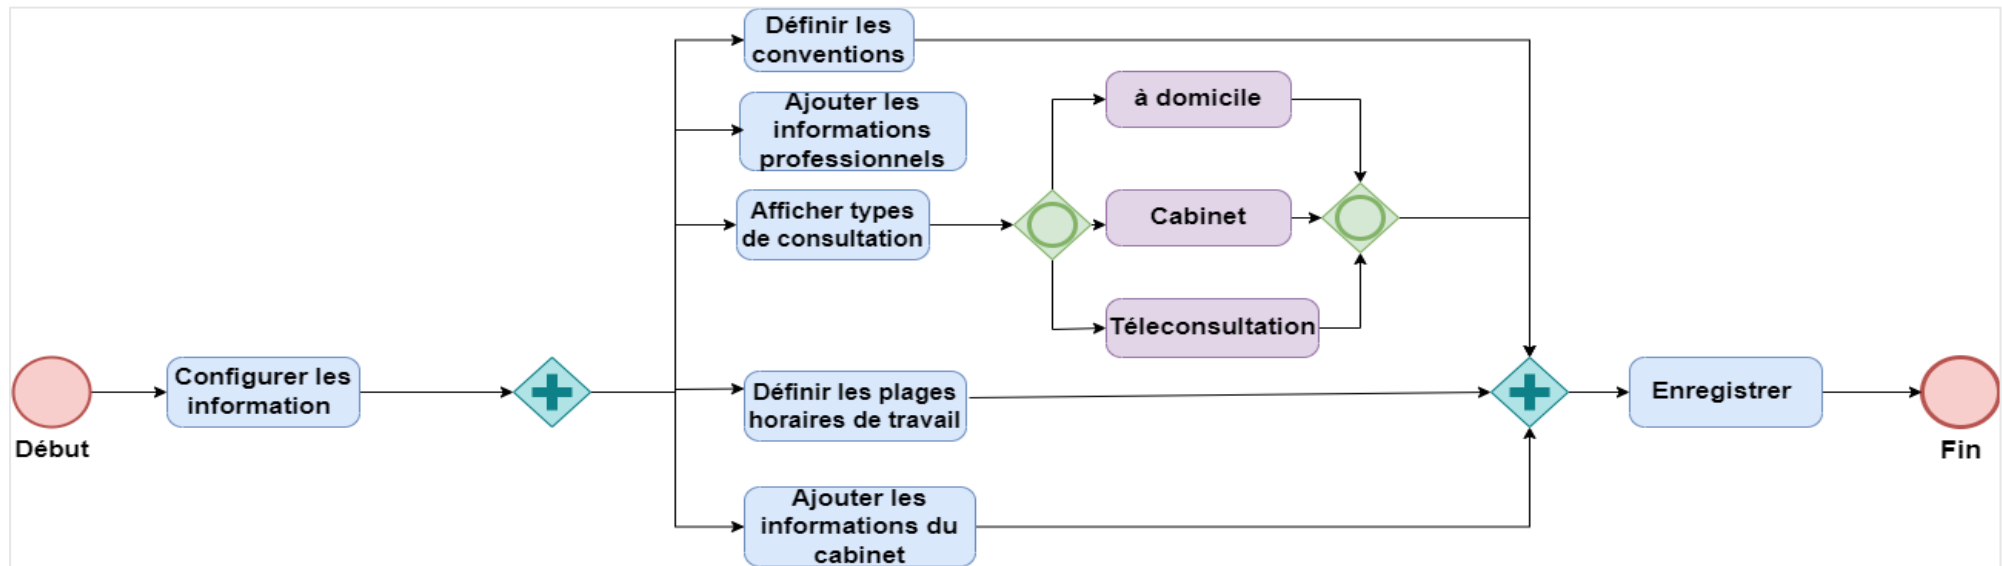 Définir les
conventions
Ajouter les
informations
professionnels
à domicile
Afficher types
de consultation
Cabinet
Téleconsultation
Début
Configurer les
information
Définir les plages
horaires de travail
Enregistrer
Fin
Ajouter les
informations du
cabinet